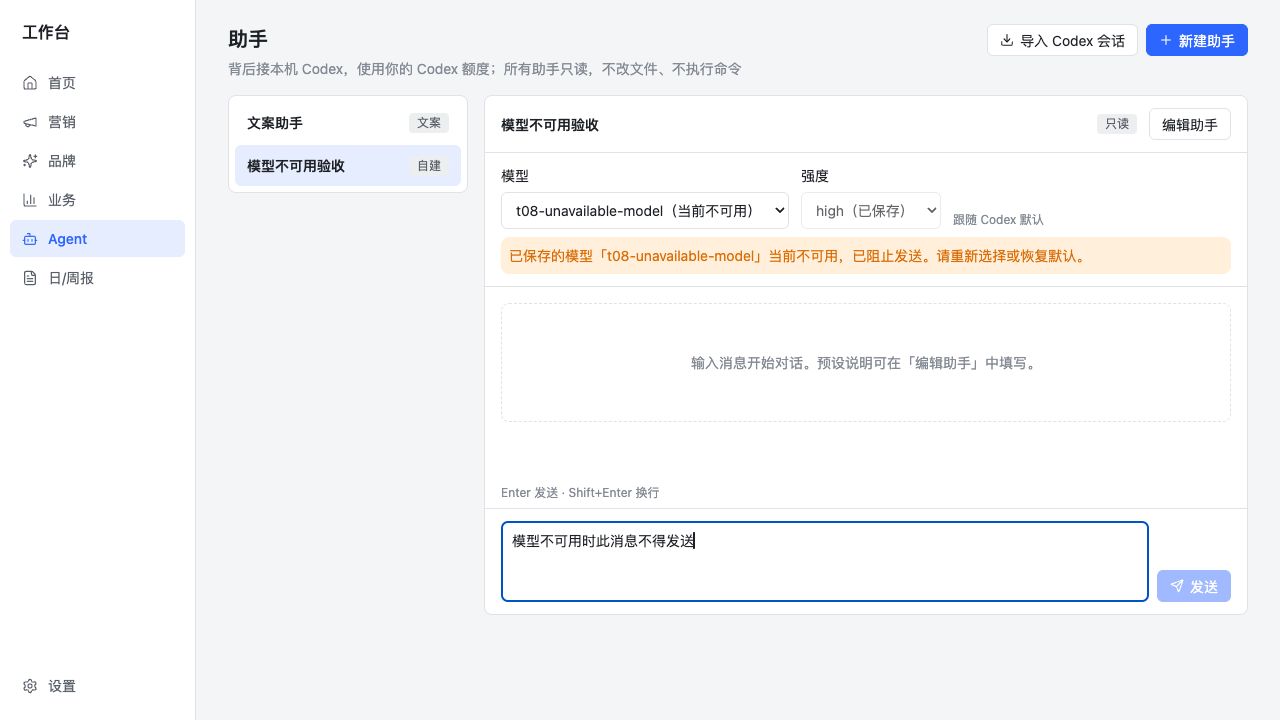 工作台
首页
营销
品牌
业务
Agent
日/周报
设置
助手
背后接本机 Codex，使用你的 Codex 额度；所有助手只读，不改文件、不执行命令
导入 Codex 会话
新建助手
文案助手 文案
模型不可用验收 自建
模型不可用验收 只读 编辑助手
模型 强度
t08-unavailable-model（当前不可用） high（已保存） 跟随 Codex 默认
已保存的模型「t08-unavailable-model」当前不可用，已阻止发送。请重新选择或恢复默认。
输入消息开始对话。预设说明可在「编辑助手」中填写。
Enter 发送 · Shift+Enter 换行
模型不可用时此消息不得发送
发送